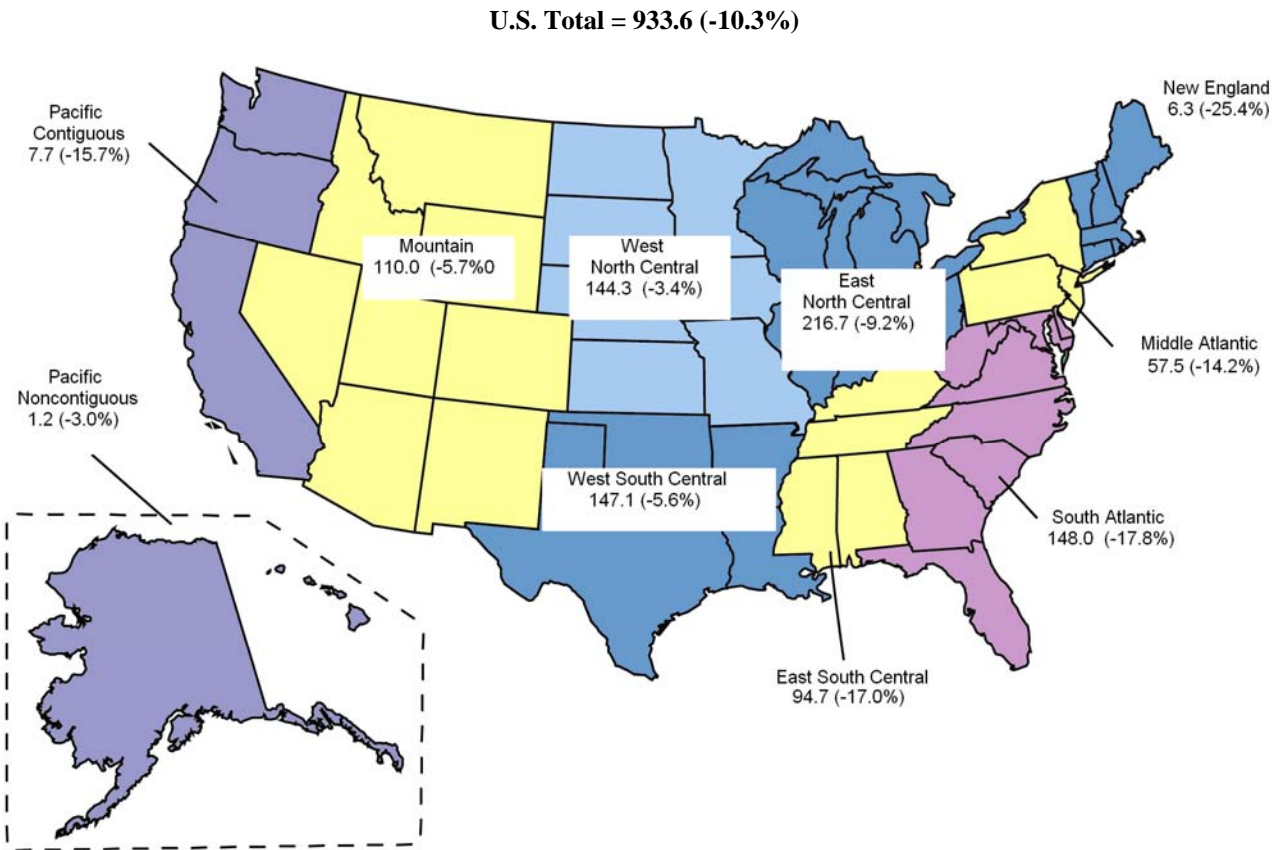 U.S. Total = 933.6 (-10.3%)
New England
6.3 (-25.4%)
Pacific
Contiguous
7.7 (-15.7%)
Mountain
110.0 (-5.7%0
West
North Central
144.3 (-3.4%)
East
North Central
216.7 (-9.2%)
Middle Atlantic
57.5 (-14.2%)
Pacific
Noncontiguous
1.2 (-3.0%)
West South Central
147.1 (-5.6%)
South Atlantic
148.0 (-17.8%)
East South Central
94.7 (-17.0%)